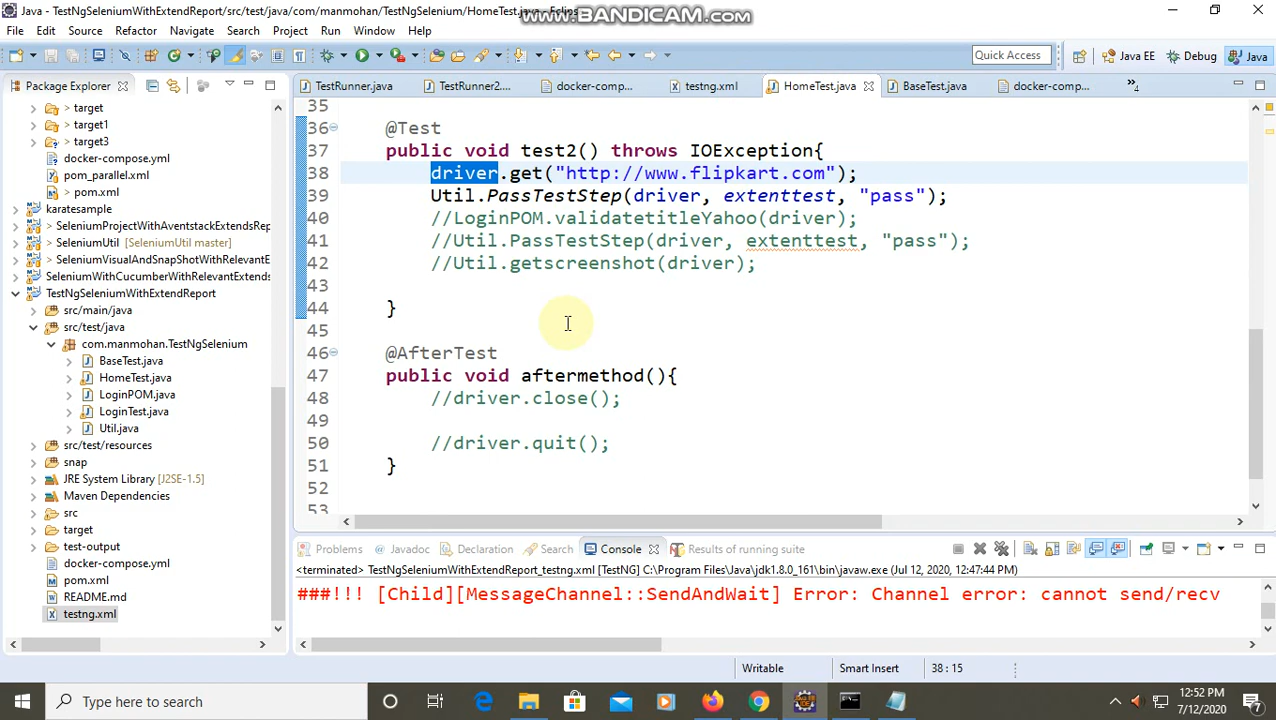 Java - TestNgSeleniumWithExtendReport/src/test/java/com/manmohan/TestNgSelenium/HomeTest.java - Eclipse
www.BANDICAM.com
File Edit Source Refactor Navigate Search Project Run Window Help
Quick Access Java EE Debug Java
Package Explorer
TestRunner.java TestRunner2.... docker-comp... testng.xml HomeTest.java BaseTest.java docker-comp... 4
> target
> target1
> target3
docker-compose.yml
pom_parallel.xml
> pom.xml
karatesample
SeleniumProjectWithAventstackExtendRep
SeleniumUtil [SeleniumUtil master]
SeleniumVisalAndSnapShotWithRelevantE
SeleniumWithCucumberWithRelevantExtends
TestNgSeleniumWithExtendReport
src/main/java
src/test/java
com.manmohan.TestNgSelenium
BaseTest.java
HomeTest.java
LoginPOM.java
LoginTest.java
Util.java
src/test/resources
snap
JRE System Library [J2SE-1.5]
Maven Dependencies
src
target
test-output
docker-compose.yml
pom.xml
README.md
testng.xml
35
36 @Test
37 public void test2() throws IOException{
38 driver.get("http://www.flipkart.com");
39 Util.PassTestStep(driver, extenttest, "pass");
40 //LoginPOM.validatetitleYahoo(driver);
41 //Util.PassTestStep(driver, extenttest, "pass");
42 //Util.getscreenshot(driver);
43
44 }
45
46 @AfterTest
47 public void aftermethod(){
48 //driver.close();
49
50 //driver.quit();
51 }
52
53
Problems Javadoc Declaration Search Console Results of running suite
<terminated> TestNgSeleniumWithExtendReport_testng.xml [TestNG] C:\Program Files\Java\jdk1.8.0_161\bin\javaw.exe (Jul 12, 2020, 12:47:44 PM)
###!!! [Child][MessageChannel::SendAndWait] Error: Channel error: cannot send/recv
Writable Smart Insert 38 : 15
Type here to search
12:52 PM
7/12/2020
7